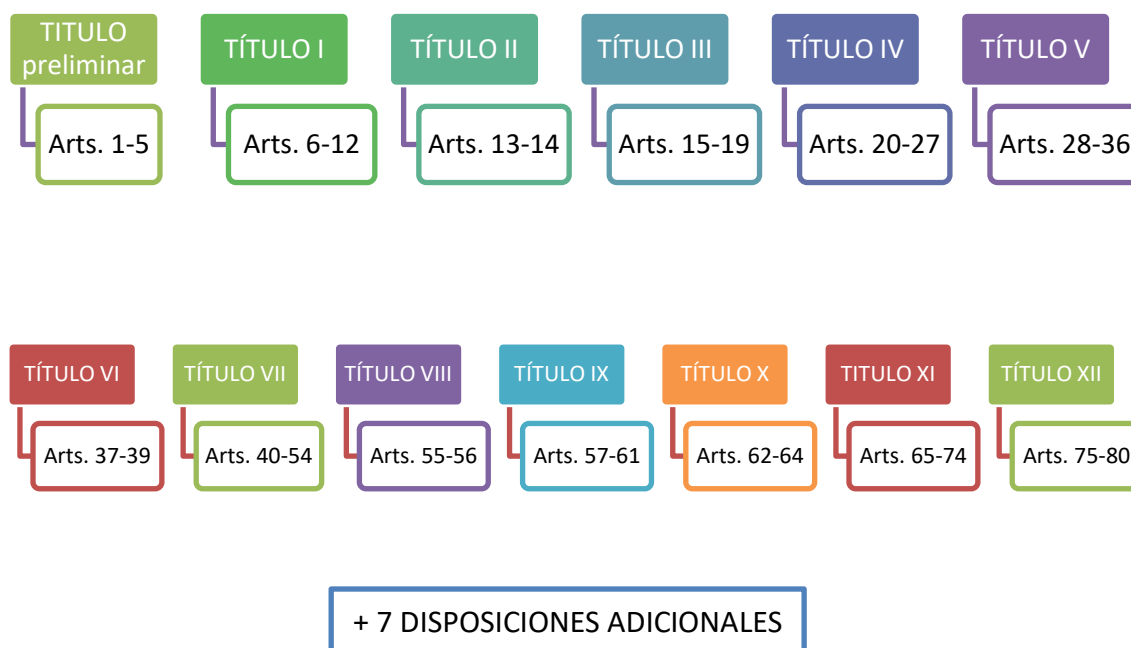 TITULO
preliminar
TÍTULO I
TÍTULO II
TÍTULO III
TÍTULO IV
TÍTULO V
Arts. 1-5
Arts. 6-12
Arts. 13-14
Arts. 15-19
Arts. 20-27
Arts. 28-36
TÍTULO VI
TÍTULO VII
TÍTULO VIII
TÍTULO IX
TÍTULO X
TITULO XI
TÍTULO XII
Arts. 37-39
Arts. 40-54
Arts. 55-56
Arts. 57-61
Arts. 62-64
Arts. 65-74
Arts. 75-80
+ 7 DISPOSICIONES ADICIONALES